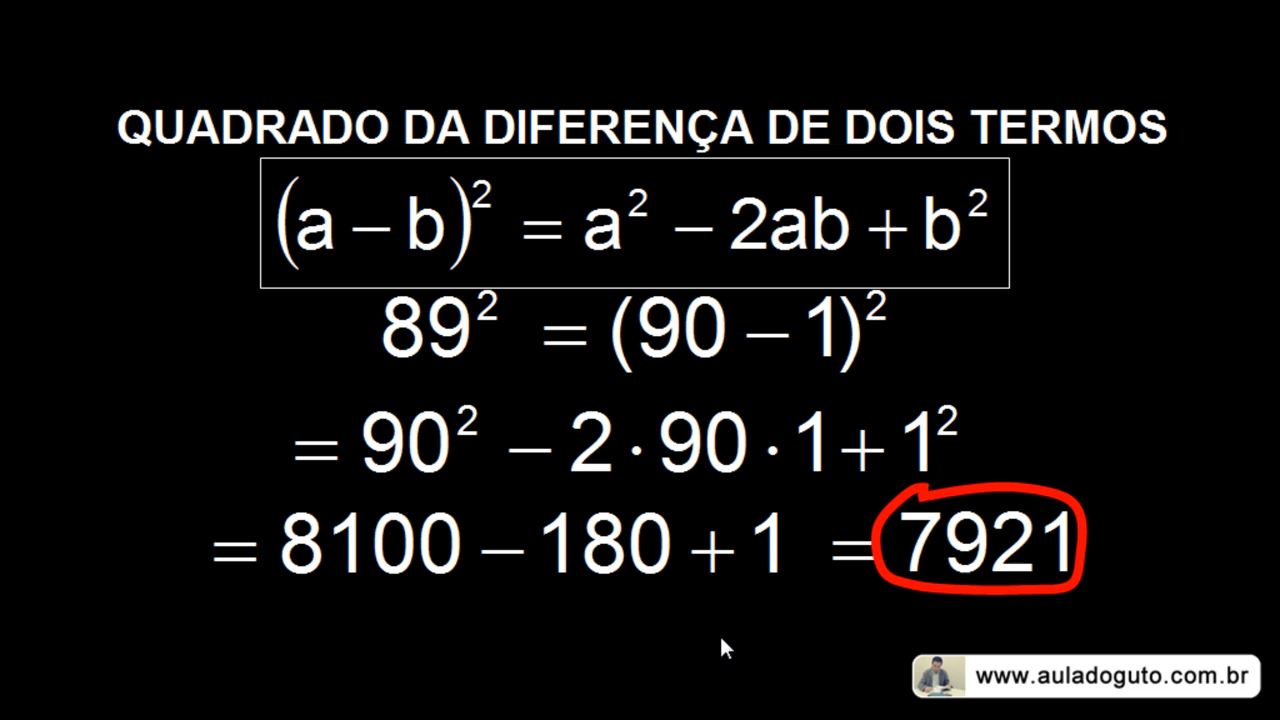 QUADRADO DA DIFERENÇA DE DOIS TERMOS
(a − b)² = a² − 2ab + b²
89² = (90 − 1)²
= 90² − 2 · 90 · 1 + 1²
= 8100 − 180 + 1 = 7921
www.auladoguto.com.br